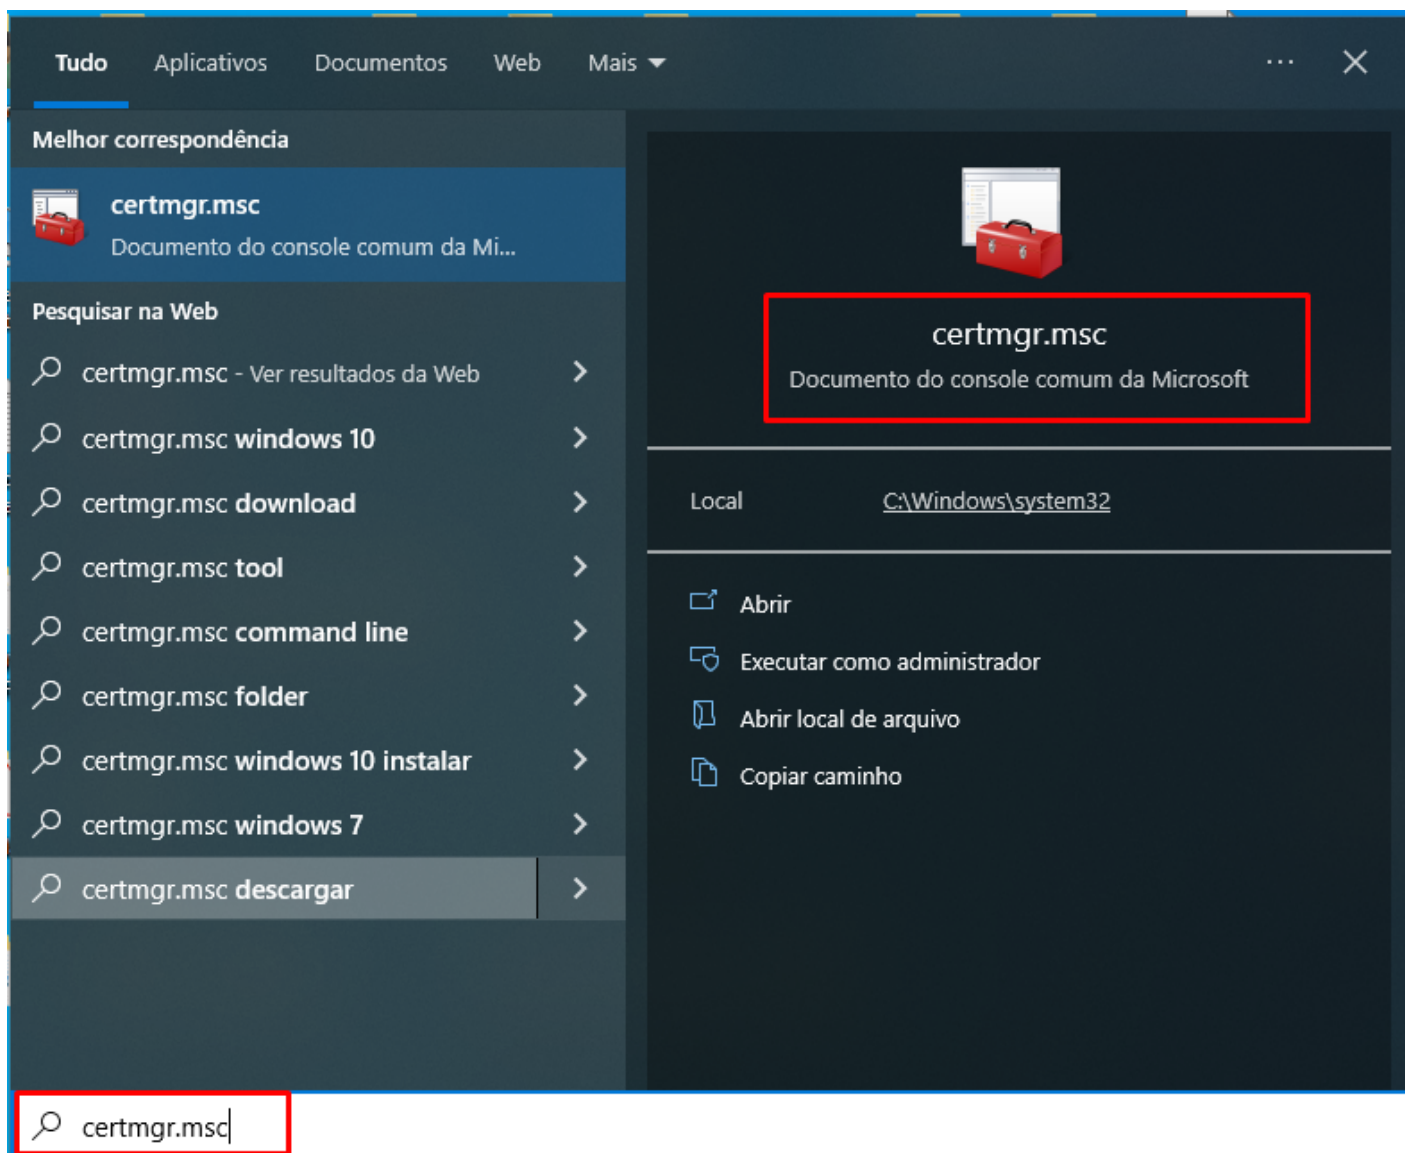 Tudo Aplicativos Documentos Web Mais
Melhor correspondência
certmgr.msc
Documento do console comum da Mi...
Pesquisar na Web
certmgr.msc - Ver resultados da Web
certmgr.msc windows 10
certmgr.msc download
certmgr.msc tool
certmgr.msc command line
certmgr.msc folder
certmgr.msc windows 10 instalar
certmgr.msc windows 7
certmgr.msc descargar
certmgr.msc
Documento do console comum da Microsoft
Local C:\Windows\system32
Abrir
Executar como administrador
Abrir local de arquivo
Copiar caminho
certmgr.msc